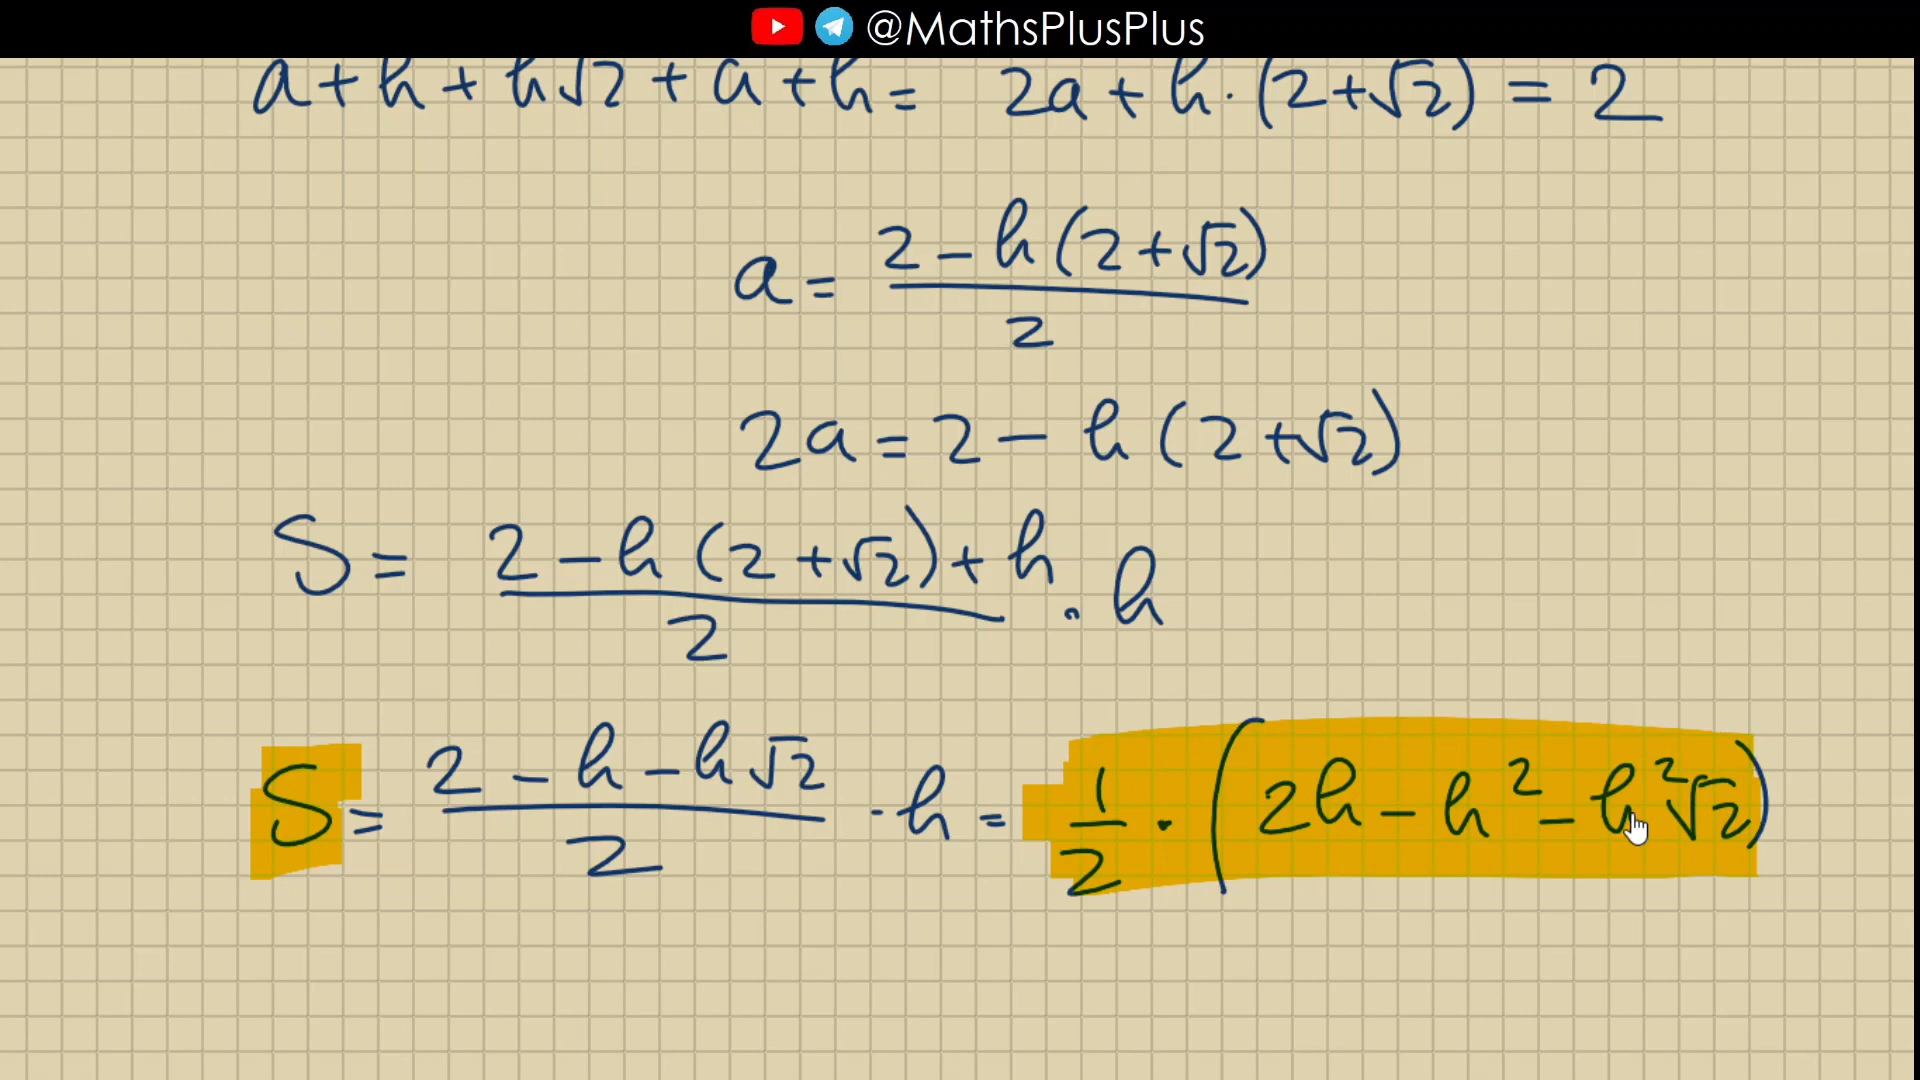 @MathsPlusPlus
a + h + h√2 + a + h = 2a + h · (2 + √2) = 2
a = (2 - h(2 + √2)) / 2
2a = 2 - h(2 + √2)
S = (2 - h(2 + √2) + h) / 2 · h
S = (2 - h - h√2) / 2 · h = 1/2 · (2h - h² - h²√2)